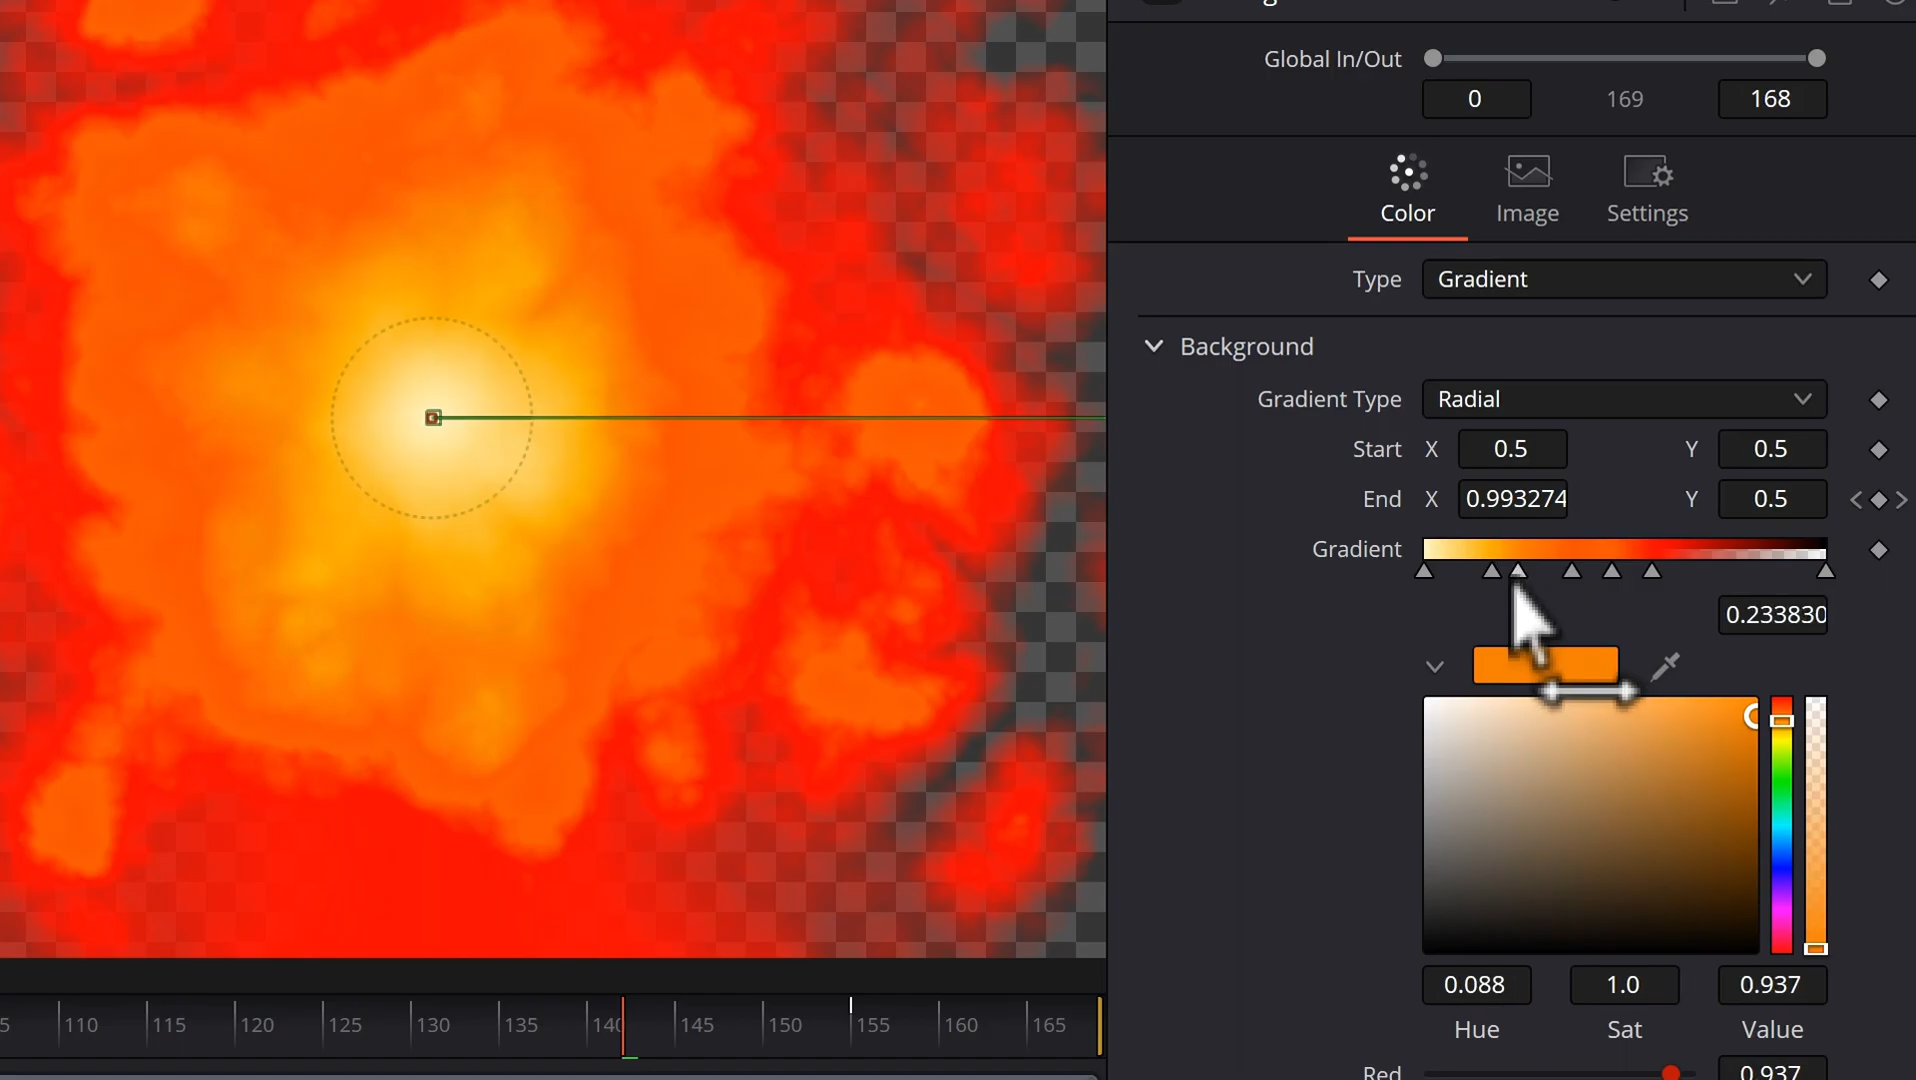 Global In/Out
0 169 168
Color Image Settings
Type Gradient
Background
Gradient Type Radial
Start X 0.5 Y 0.5
End X 0.993274 Y 0.5
Gradient
0.233830
0.088 1.0 0.937
Hue Sat Value
Red 0.937
5 110 115 120 125 130 135 140 145 150 155 160 165